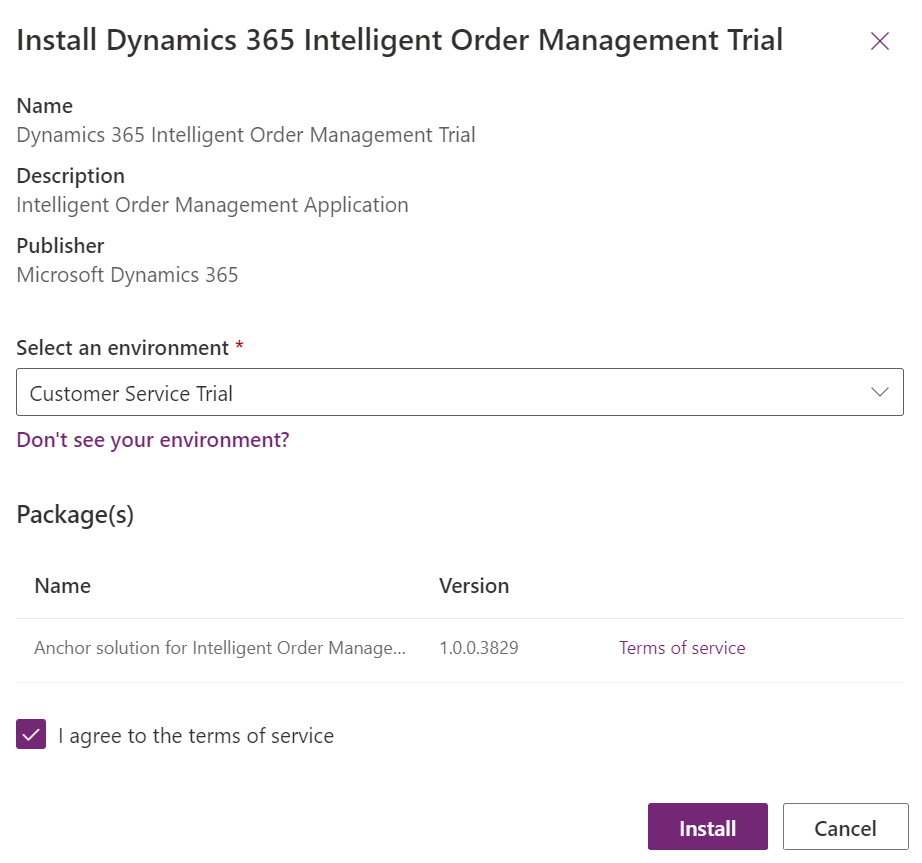 Install Dynamics 365 Intelligent Order Management Trial
Name
Dynamics 365 Intelligent Order Management Trial
Description
Intelligent Order Management Application
Publisher
Microsoft Dynamics 365
Select an environment *
Customer Service Trial
Don't see your environment?
Package(s)
Name Version
Anchor solution for Intelligent Order Manage... 1.0.0.3829 Terms of service
I agree to the terms of service
Install Cancel